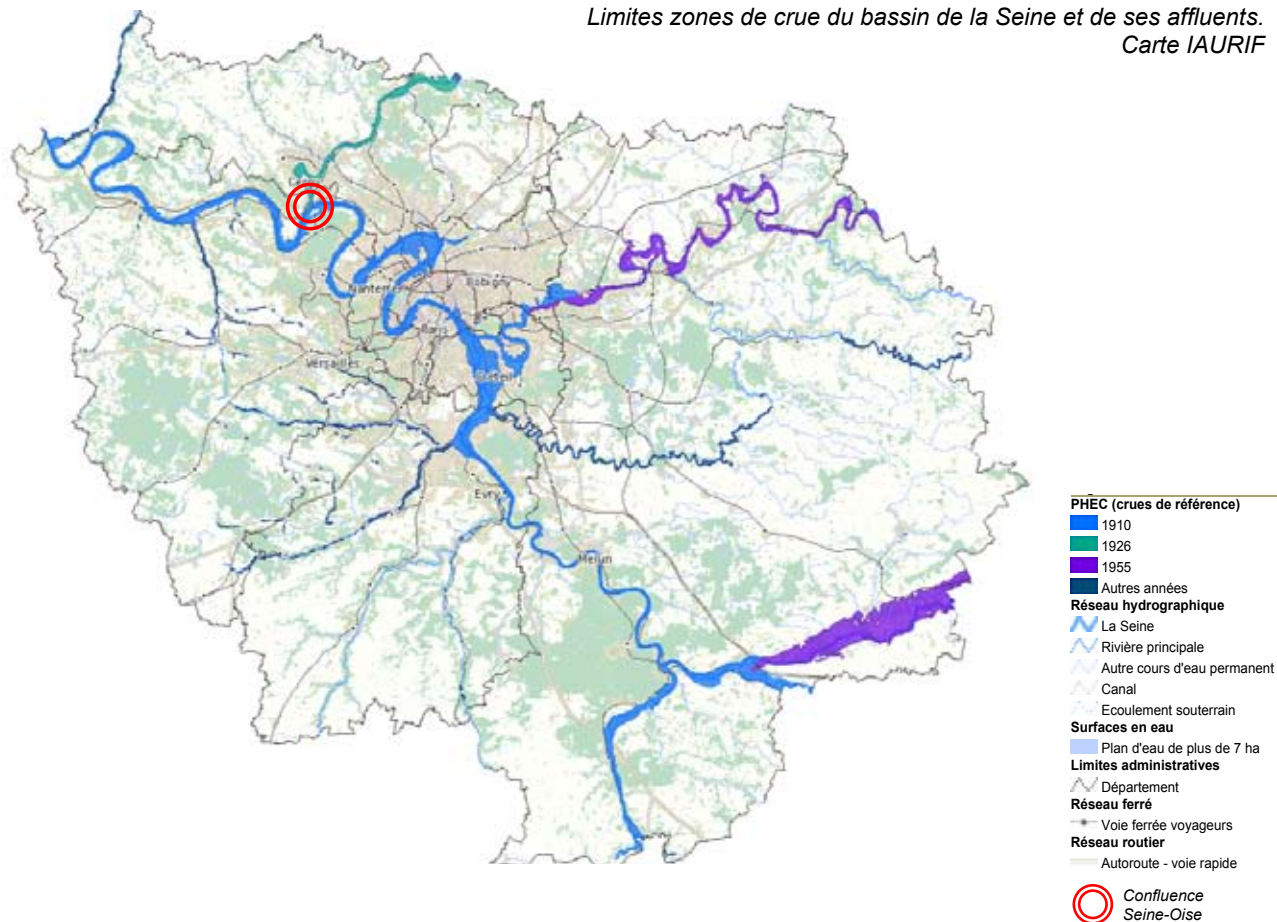 Limites zones de crue du bassin de la Seine et de ses affluents.
Carte IAURIF
Nanterre
Bobigny
Paris
Versailles
Créteil
Evry
Melun
PHEC (crues de référence)
1910
1926
1955
Autres années
Réseau hydrographique
La Seine
Rivière principale
Autre cours d'eau permanent
Canal
Ecoulement souterrain
Surfaces en eau
Plan d'eau de plus de 7 ha
Limites administratives
Département
Réseau ferré
Voie ferrée voyageurs
Réseau routier
Autoroute - voie rapide
Confluence
Seine-Oise